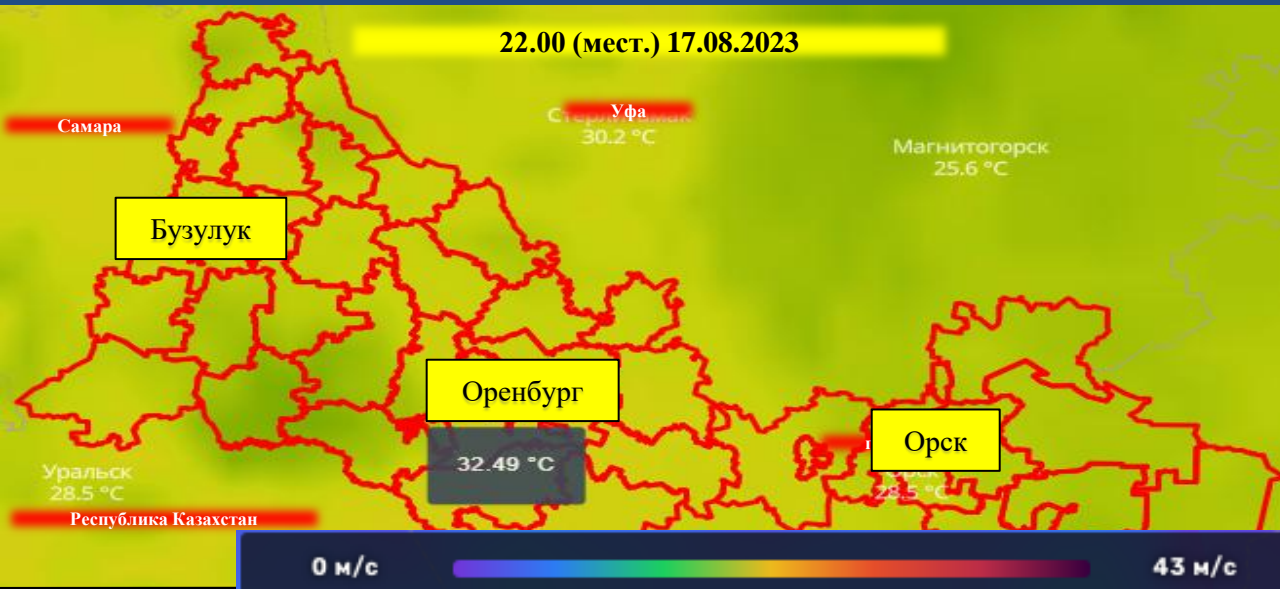 22.00 (мест.) 17.08.2023
Самара
Уфа
30.2 °C
Магнитогорск
25.6 °C
Бузулук
Оренбург
32.49 °C
Орск
28.5 °C
Уральск
28.5 °C
Республика Казахстан
0 м/с
43 м/с